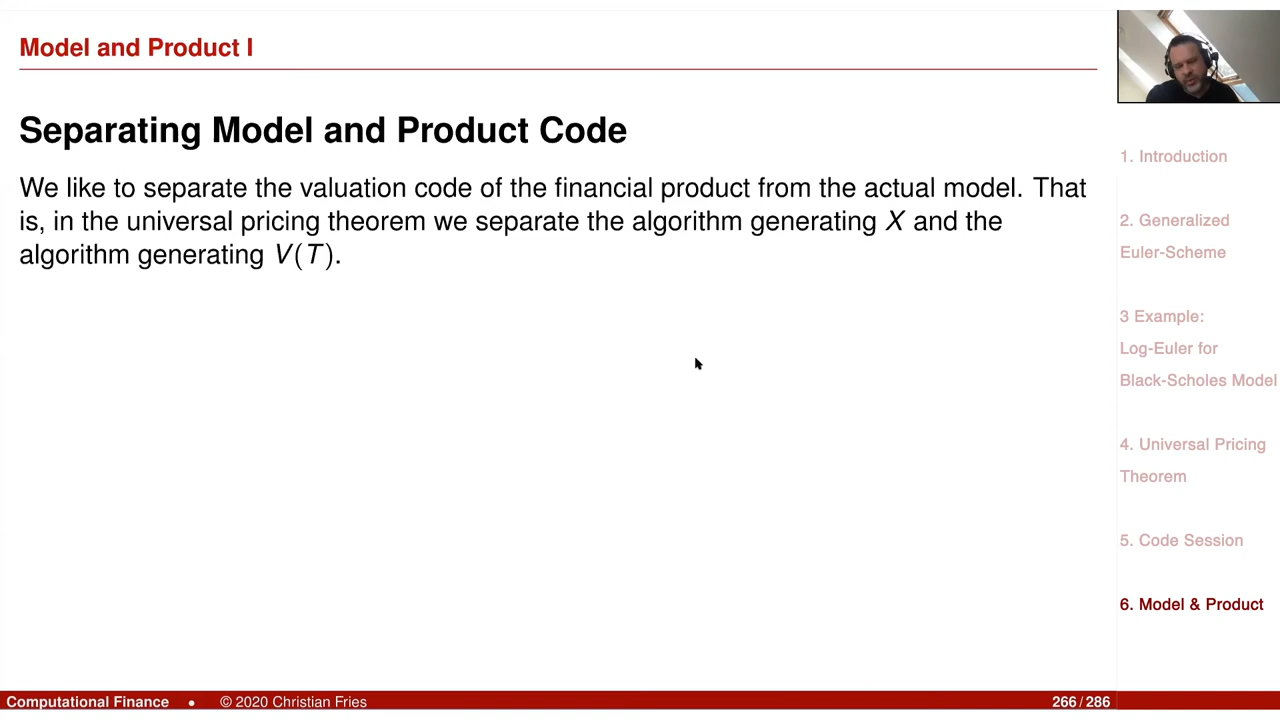 Model and Product I
Separating Model and Product Code
We like to separate the valuation code of the financial product from the actual model. That
is, in the universal pricing theorem we separate the algorithm generating X and the
algorithm generating V(T).
1. Introduction
2. Generalized
Euler-Scheme
3 Example:
Log-Euler for
Black-Scholes Model
4. Universal Pricing
Theorem
5. Code Session
6. Model & Product
Computational Finance • © 2020 Christian Fries 266 / 286